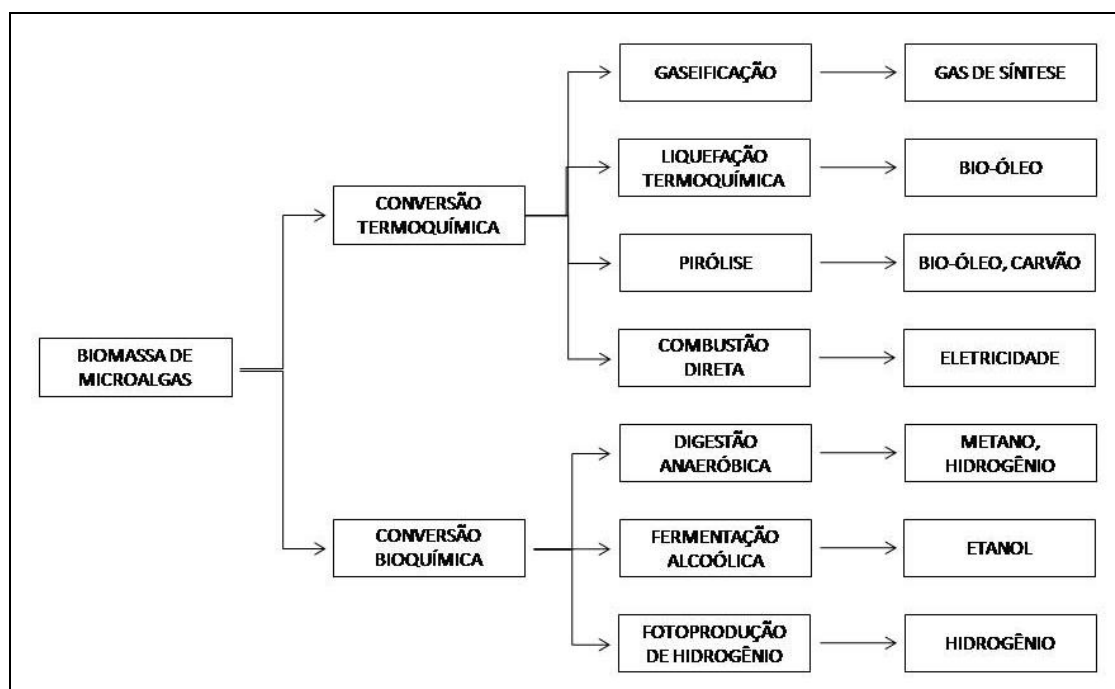 GASEIFICAÇÃO
GAS DE SÍNTESE
LIQUEFAÇÃO
TERMOQUÍMICA
BIO-ÓLEO
CONVERSÃO
TERMOQUÍMICA
PIRÓLISE
BIO-ÓLEO, CARVÃO
BIOMASSA DE
MICROALGAS
COMBUSTÃO
DIRETA
ELETRICIDADE
DIGESTÃO
ANAERÓBICA
METANO,
HIDROGÊNIO
CONVERSÃO
BIOQUÍMICA
FERMENTAÇÃO
ALCOÓLICA
ETANOL
FOTOPRODUÇÃO
DE HIDROGÊNIO
HIDROGÊNIO